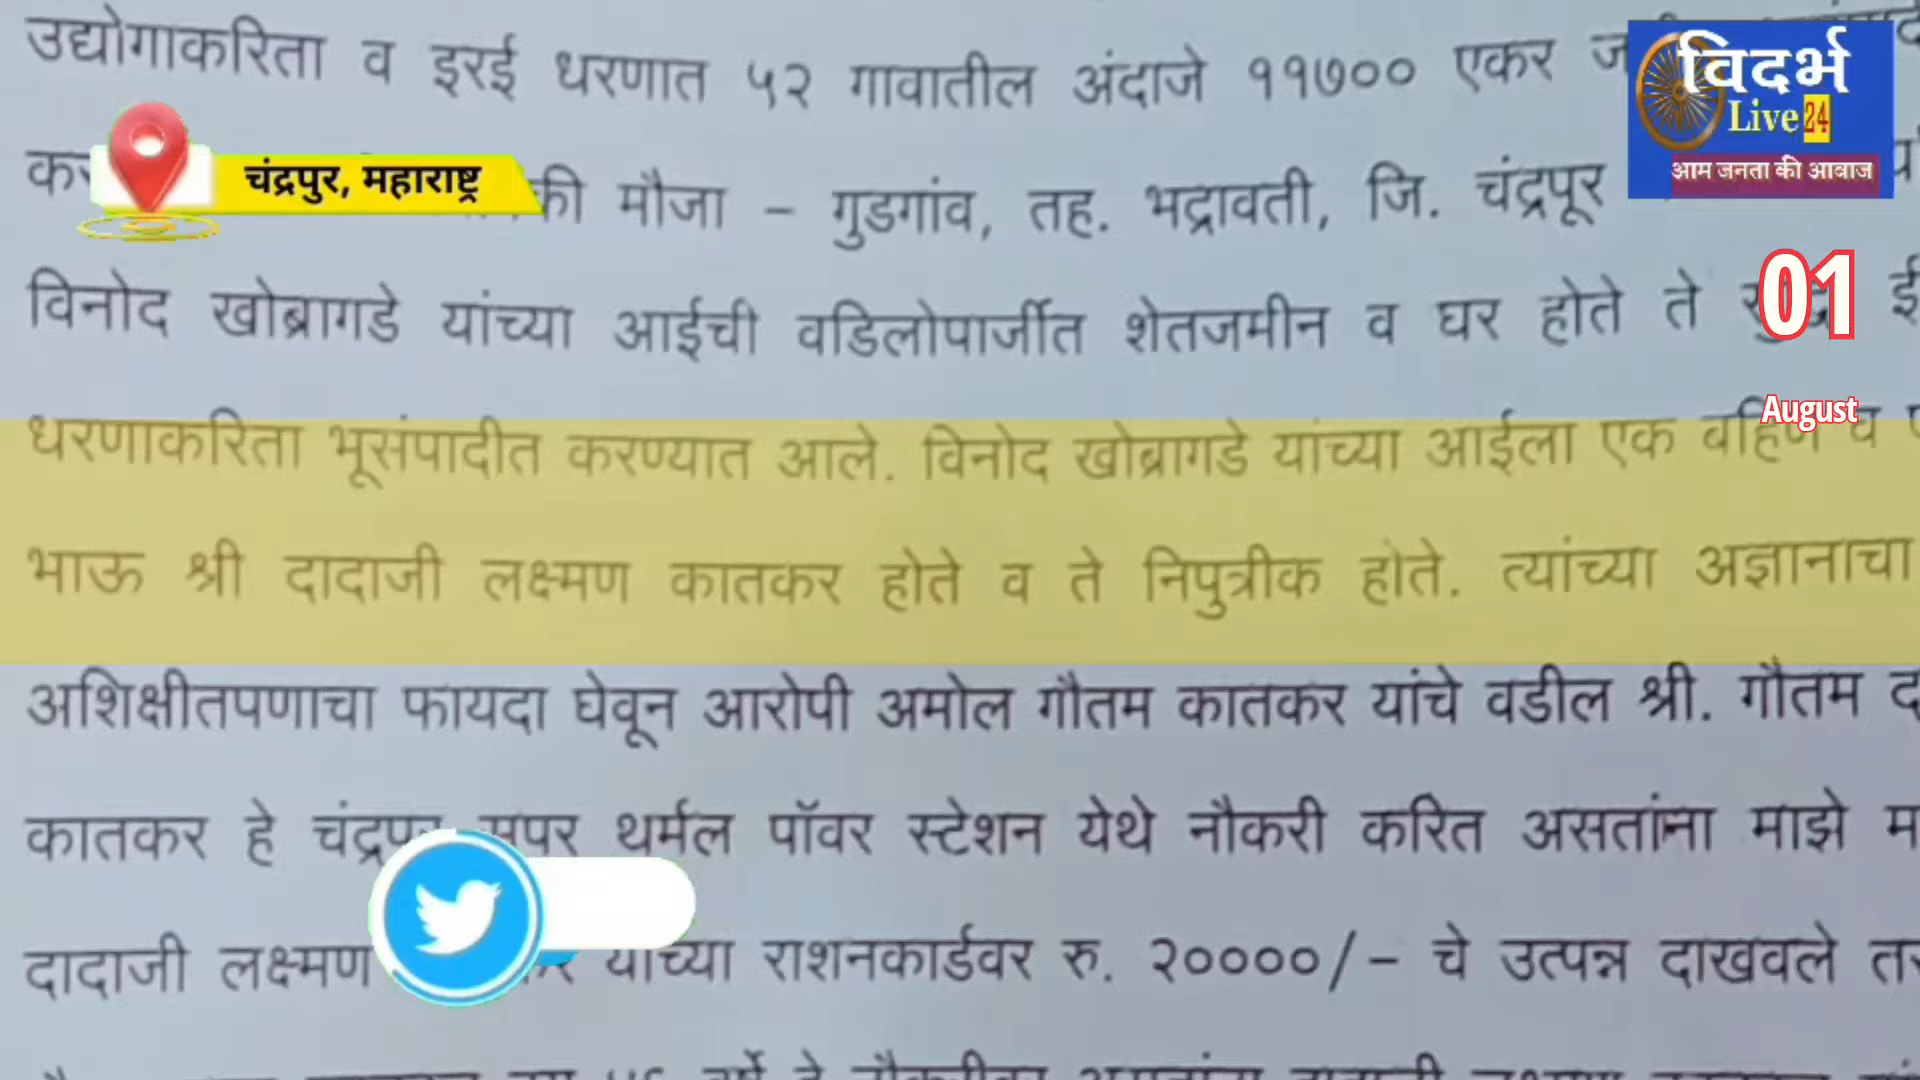 उद्योगाकरिता व इरई धरणात ५२ गावातील अंदाजे ११७०० एकर
विदर्भ
Live 24
आम जनता की आवाज
चंद्रपुर, महाराष्ट्र
मौजा – गुडगांव, तह. भद्रावती, जि. चंद्रपूर
01
August
विनोद खोब्रागडे यांच्या आईची वडिलोपार्जीत शेतजमीन व घर होते ते
धरणाकरिता भूसंपादीत करण्यात आले. विनोद खोब्रागडे यांच्या आईला एक बहिण व
भाऊ श्री दादाजी लक्ष्मण कातकर होते व ते निपुत्रीक होते. त्यांच्या अज्ञानाचा
अशिक्षीतपणाचा फायदा घेवून आरोपी अमोल गौतम कातकर यांचे वडील श्री. गौतम
कातकर हे थर्मल पॉवर स्टेशन येथे नौकरी करित असतांना माझे
दादाजी लक्ष्मण यांच्या राशनकार्डवर रु. २००००/– चे उत्पन्न दाखवले